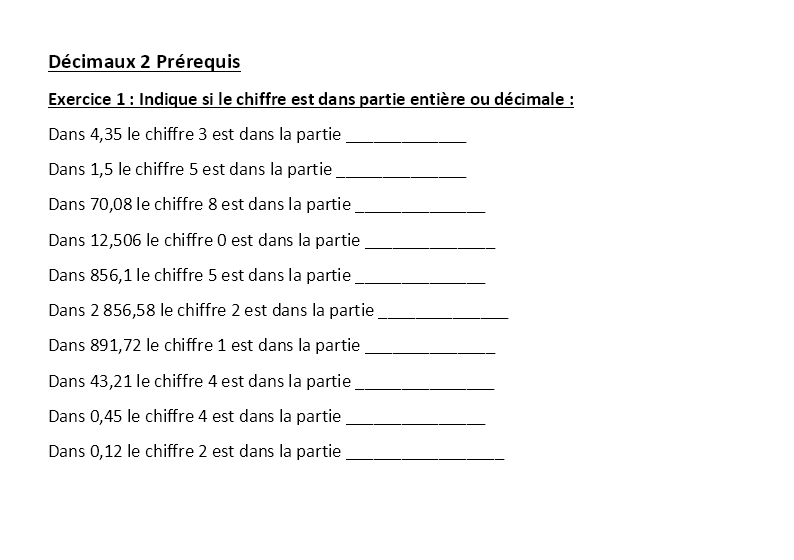 Décimaux 2 Prérequis
Exercice 1 : Indique si le chiffre est dans partie entière ou décimale :
Dans 4,35 le chiffre 3 est dans la partie _____________
Dans 1,5 le chiffre 5 est dans la partie ______________
Dans 70,08 le chiffre 8 est dans la partie ______________
Dans 12,506 le chiffre 0 est dans la partie ______________
Dans 856,1 le chiffre 5 est dans la partie ______________
Dans 2 856,58 le chiffre 2 est dans la partie ______________
Dans 891,72 le chiffre 1 est dans la partie ______________
Dans 43,21 le chiffre 4 est dans la partie _______________
Dans 0,45 le chiffre 4 est dans la partie _______________
Dans 0,12 le chiffre 2 est dans la partie _________________